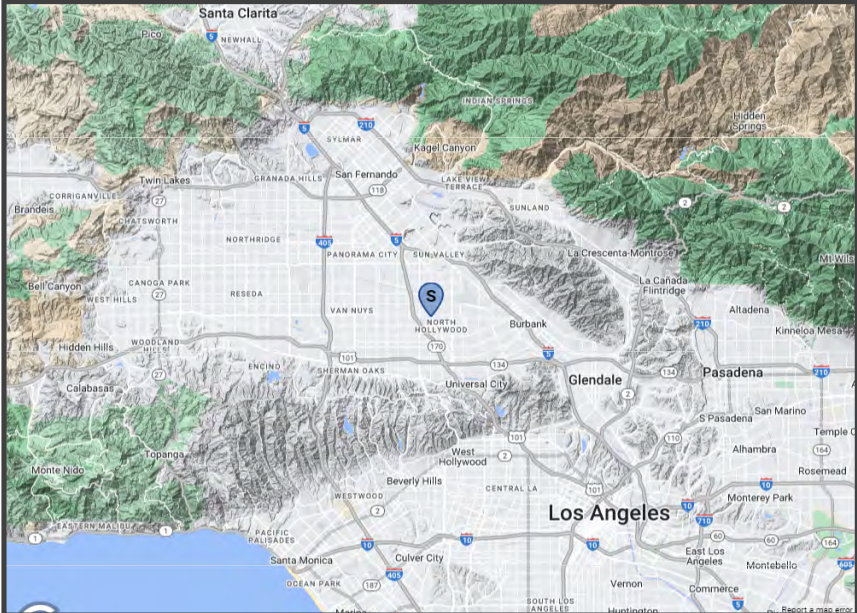 Santa Clarita
Pico
5
NEWHALL
INDIAN SPRINGS
Hidden
Springs
5
210
SYLMAR
Kagel Canyon
Twin Lakes
GRANADA HILLS
San Fernando
118
LAKE VIEW
TERRACE
CORRIGANVILLE
27
2
2
Brandeis
CHATSWORTH
SUNLAND
NORTHRIDGE
405
5
PANORAMA CITY
SUN VALLEY
La Crescenta-Montrose
Mt Wils
Bell Canyon
CANOGA PARK
La Cañada
Flintridge
WEST HILLS
27
RESEDA
S
VAN NUYS
NORTH
HOLLYWOOD
Burbank
210
Altadena
Kinneloa Mesa
Hidden Hills
WOODLAND
HILLS
170
101
5
ENCINO
SHERMAN OAKS
134
134
Pasadena
210
27
Calabasas
Universal City
Glendale
2
S Pasadena
San Marino
101
110
Temple C
Topanga
West
Hollywood
2
Alhambra
164
Monte Nido
Rosemead
Beverly Hills
10
WESTWOOD
CENTRAL LA
101
Monterey Park
2
Los Angeles
10
710
EASTERN MALIBU
1
1
PACIFIC
PALISADES
60
60
164
10
10
10
East Los
Angeles
Santa Monica
Culver City
Montebello
605
405
OCEAN PARK
187
Vernon
Commerce
SOUTH LOS
ANGELES
5
Marina
Huntington
Report a map error